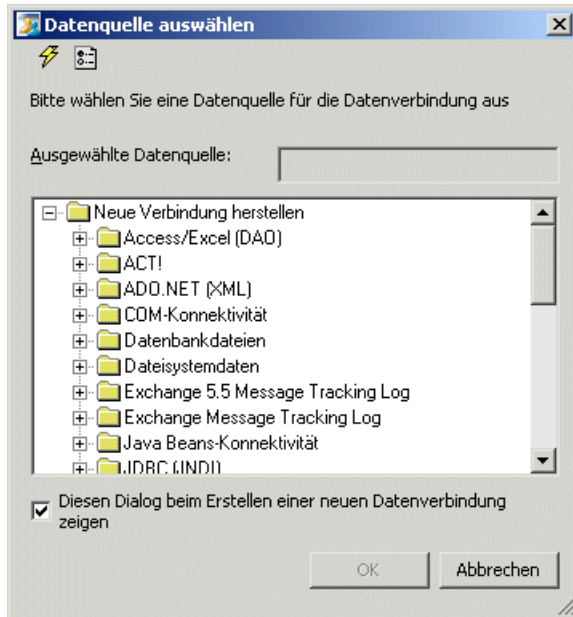 Datenquelle auswählen
Bitte wählen Sie eine Datenquelle für die Datenverbindung aus
Ausgewählte Datenquelle:
Neue Verbindung herstellen
Access/Excel (DAO)
ACT!
ADO.NET (XML)
COM-Konnektivität
Datenbankdateien
Dateisystemdaten
Exchange 5.5 Message Tracking Log
Exchange Message Tracking Log
Java Beans-Konnektivität
JDBC (JNDI)
Diesen Dialog beim Erstellen einer neuen Datenverbindung
zeigen
OK
Abbrechen